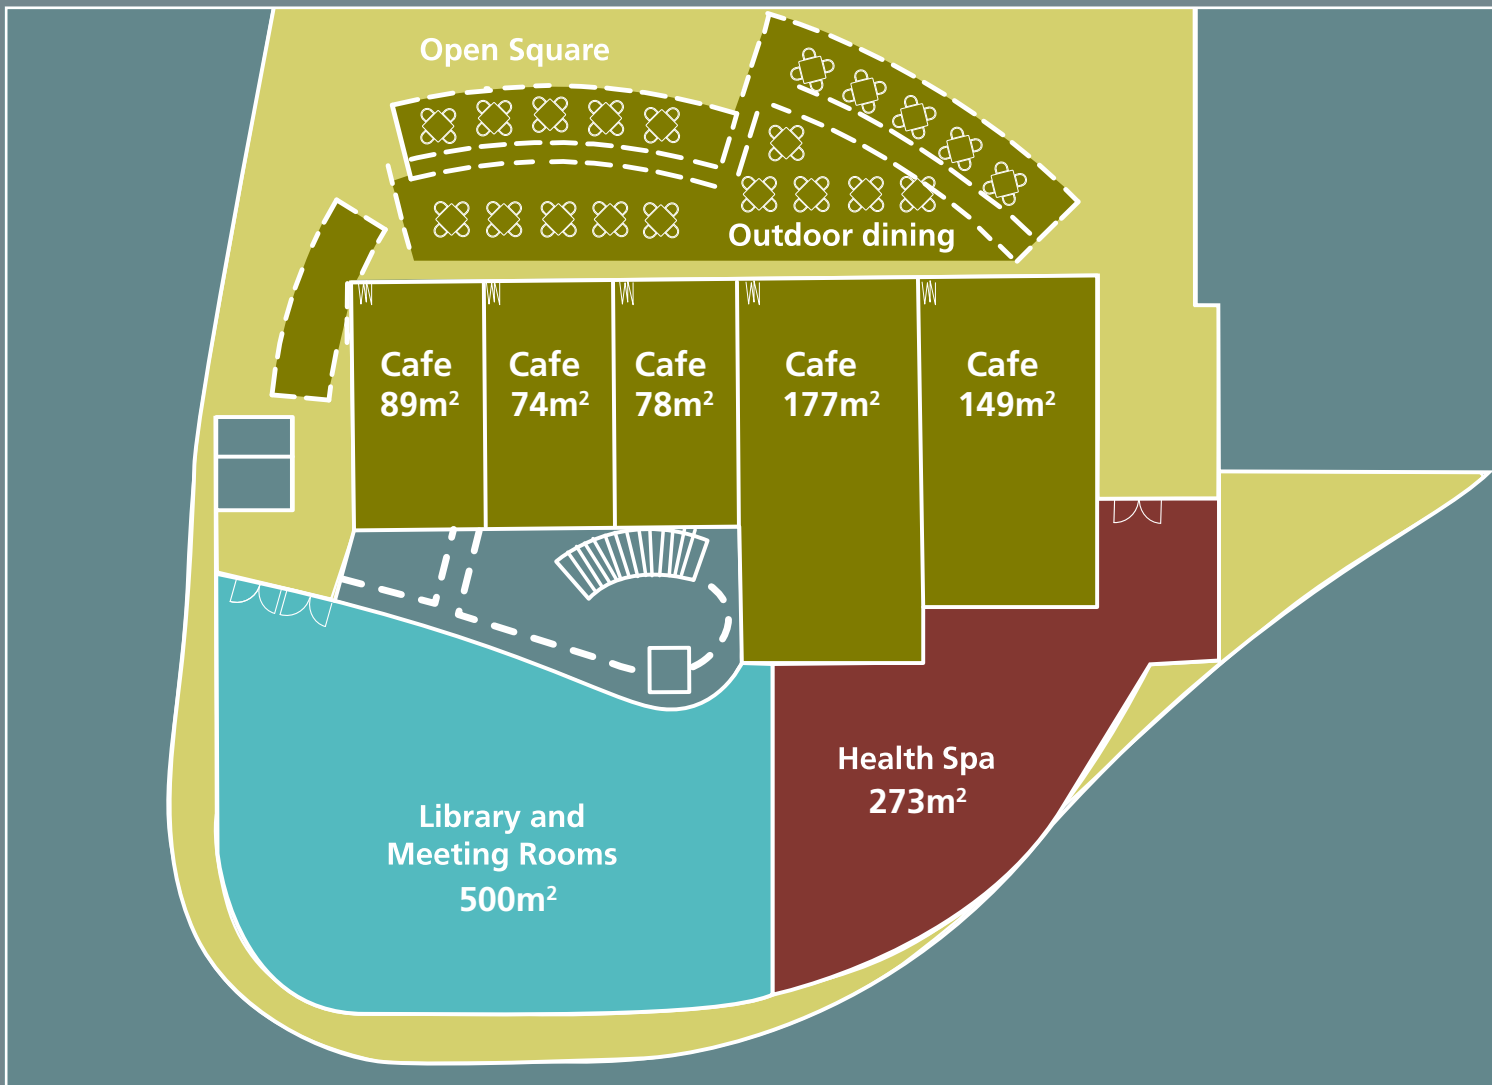 Open Square
Outdoor dining
Cafe
89m²
Cafe
74m²
Cafe
78m²
Cafe
177m²
Cafe
149m²
Health Spa
273m²
Library and
Meeting Rooms
500m²